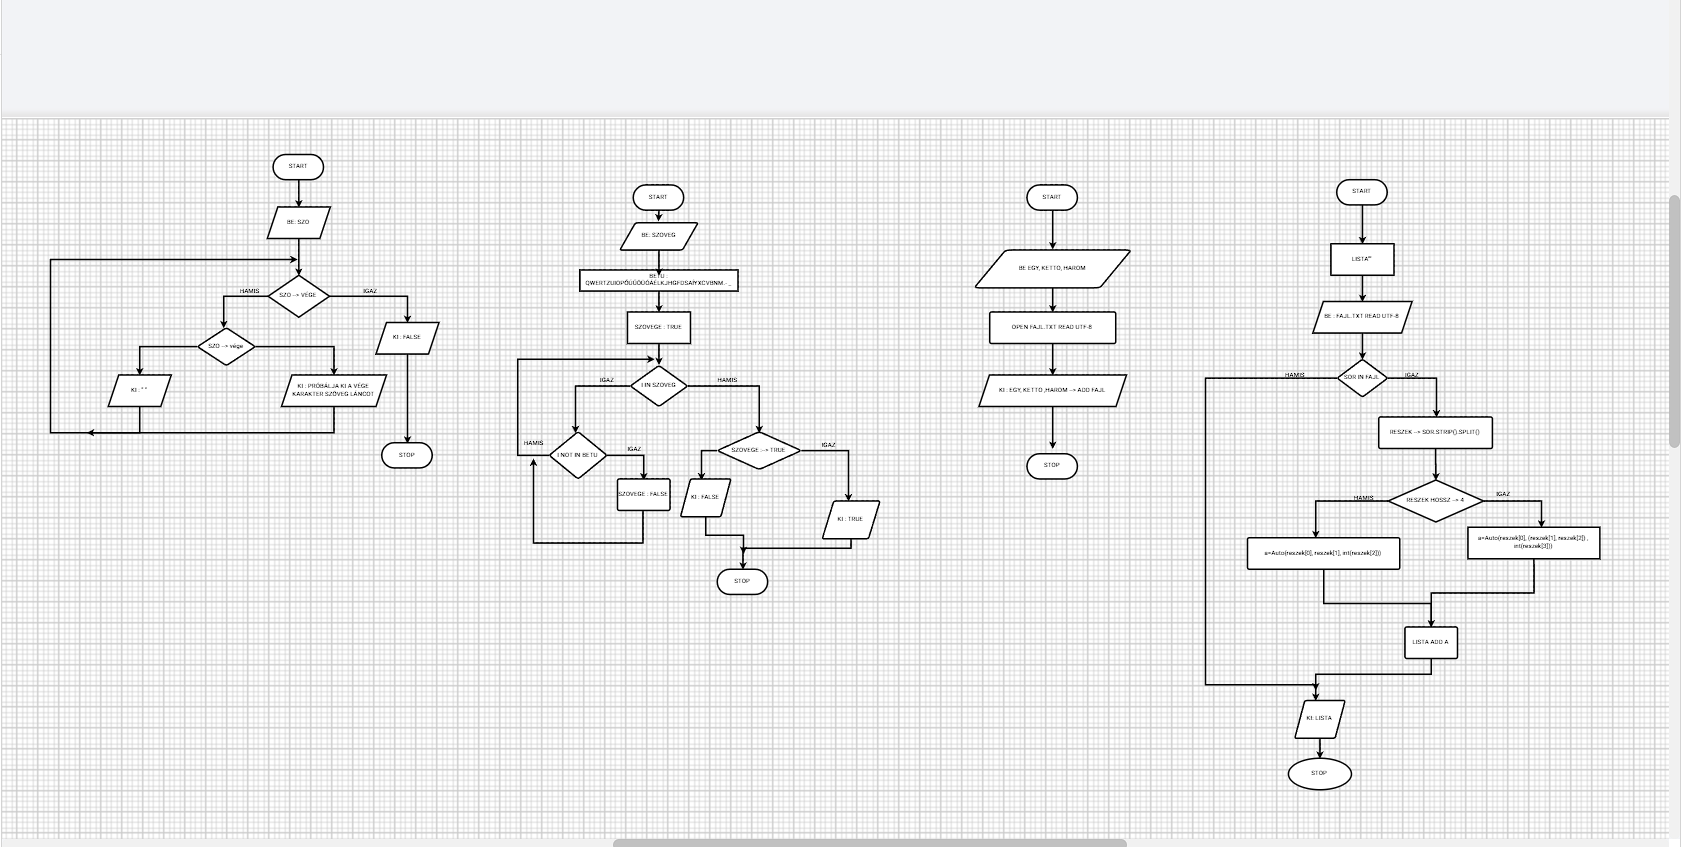 START
BE: SZO
SZO --> VÉGE
HAMIS
IGAZ
SZO --> vége
KI : FALSE
KI : " "
KI : PRÓBÁLJA KI A VÉGE
KARAKTER SZÖVEG LÁNCOT
STOP
START
BE: SZOVEG
BETU :
SZOVEGE : TRUE
I IN SZOVEG
IGAZ
HAMIS
I NOT IN BETU
HAMIS
IGAZ
SZOVEGE : FALSE
SZOVEGE : --> TRUE
IGAZ
KI : FALSE
KI : TRUE
STOP
START
BE EGY, KETTO, HAROM
OPEN FAJL.TXT READ UTF-8
KI : EGY, KETTO ,HAROM --> ADD FAJL
STOP
START
LISTA""
BE : FAJL.TXT READ UTF-8
SOR IN FAJL
HAMIS
IGAZ
RESZEK --> SOR.STRIP().SPLIT()
RESZEK HOSSZ --> 4
HAMIS
IGAZ
a=Auto(reszek[0], reszek[1], int(reszek[2]))
a=Auto(reszek[0], (reszek[1], reszek[2]) ,
int(reszek[3]))
LISTA ADD A
KI: LISTA
STOP